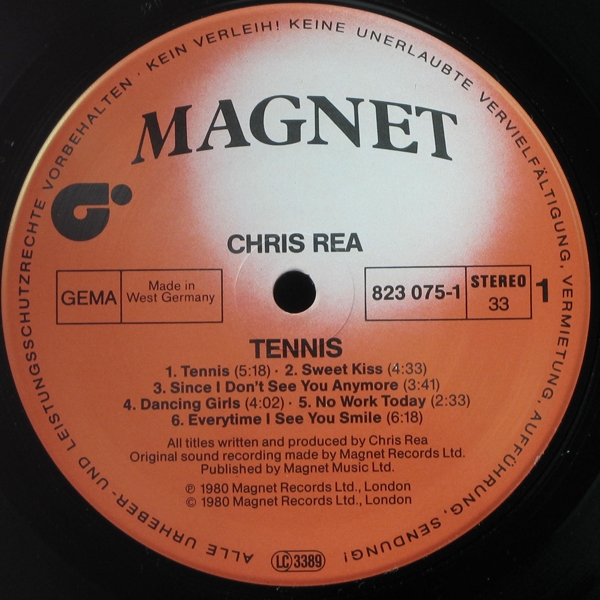 ALLE URHEBER- UND LEISTUNGSSCHUTZRECHTE VORBEHALTEN · KEIN VERLEIH! KEINE UNERLAUBTE VERVIELFÄLTIGUNG, VERMIETUNG, AUFFÜHRUNG, SENDUNG!
MAGNET
CHRIS REA
GEMA
Made in
West Germany
823 075-1
STEREO
33
1
TENNIS
1. Tennis (5:18) · 2. Sweet Kiss (4:33)
3. Since I Don't See You Anymore (3:41)
4. Dancing Girls (4:02) · 5. No Work Today (2:33)
6. Everytime I See You Smile (6:18)
All titles written and produced by Chris Rea
Original sound recording made by Magnet Records Ltd.
Published by Magnet Music Ltd.
℗ 1980 Magnet Records Ltd., London
© 1980 Magnet Records Ltd., London
LC 3389